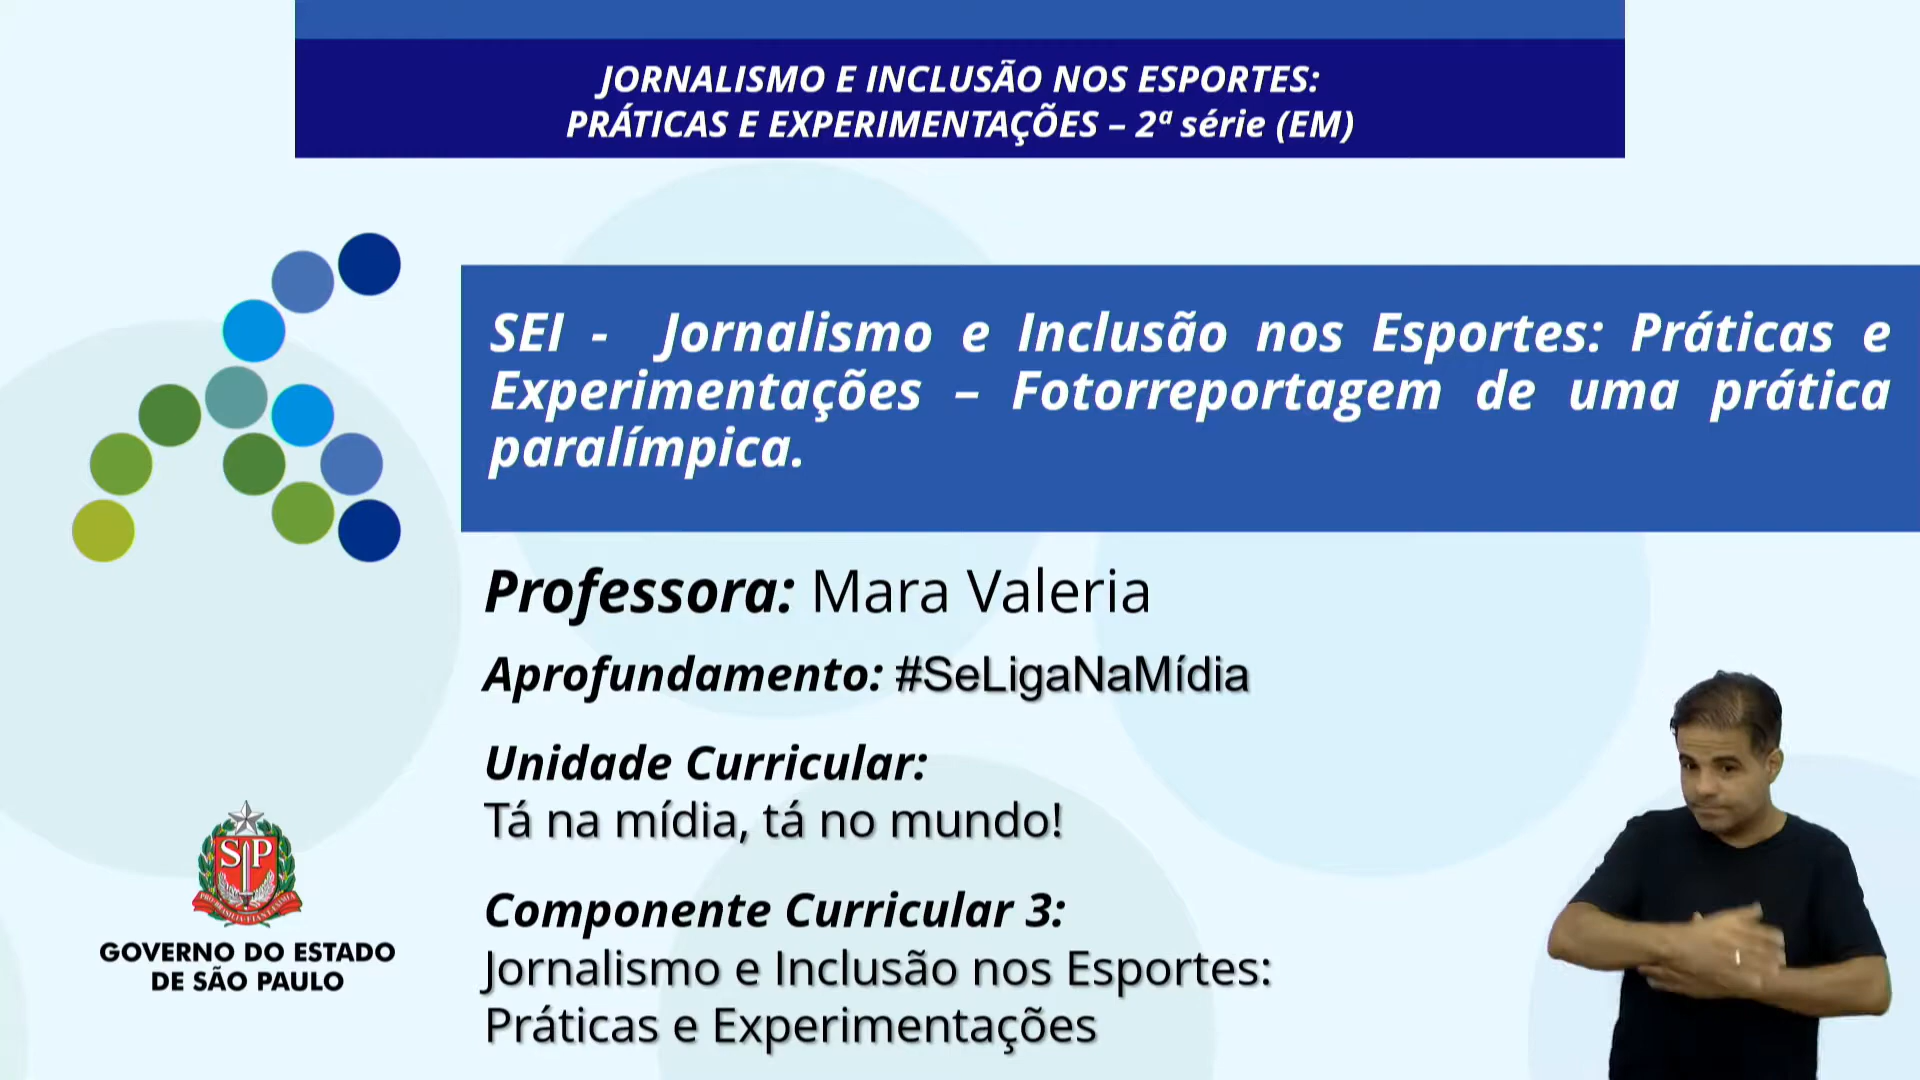 JORNALISMO E INCLUSÃO NOS ESPORTES:
PRÁTICAS E EXPERIMENTAÇÕES – 2ª série (EM)
SEI - Jornalismo e Inclusão nos Esportes: Práticas e
Experimentações – Fotorreportagem de uma prática
paralímpica.
Professora: Mara Valeria
Aprofundamento: #SeLigaNaMídia
Unidade Curricular:
Tá na mídia, tá no mundo!
Componente Curricular 3:
Jornalismo e Inclusão nos Esportes:
Práticas e Experimentações
SP
GOVERNO DO ESTADO
DE SÃO PAULO